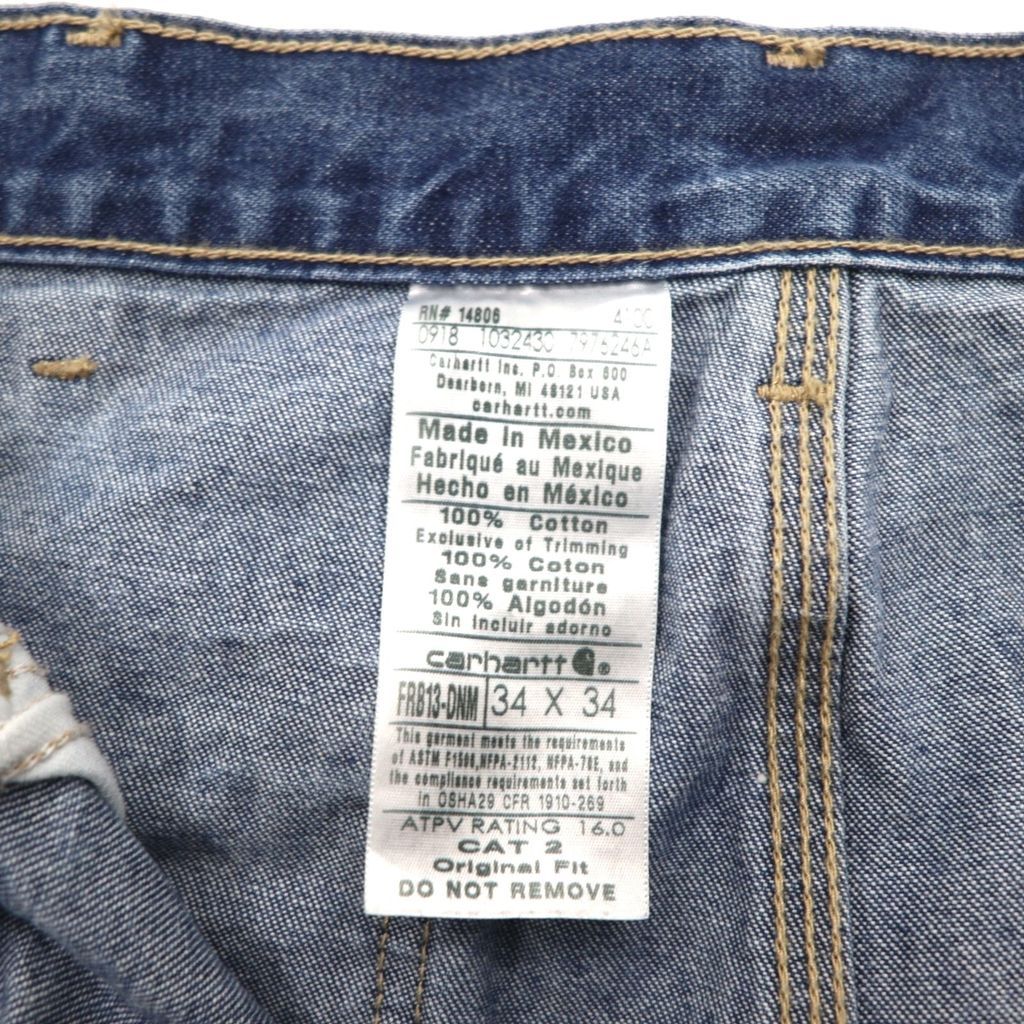 RN# 14806 4100
0918 1032430 7975246A
Carhartt Inc. P.O. Box 600
Dearborn, MI 48121 USA
carhartt.com
Made in Mexico
Fabriqué au Mexique
Hecho en México
100% Cotton
Exclusive of Trimming
100% Coton
Sans garniture
100% Algodón
Sin incluir adorno
carhartt ®
FRB13-DNM 34 X 34
This garment meets the requirements
of ASTM F1506, NFPA-2112, NFPA-70E, and
the compliance requirements set forth
in OSHA29 CFR 1910-269
ATPV RATING 16.0
CAT 2
Original Fit
DO NOT REMOVE